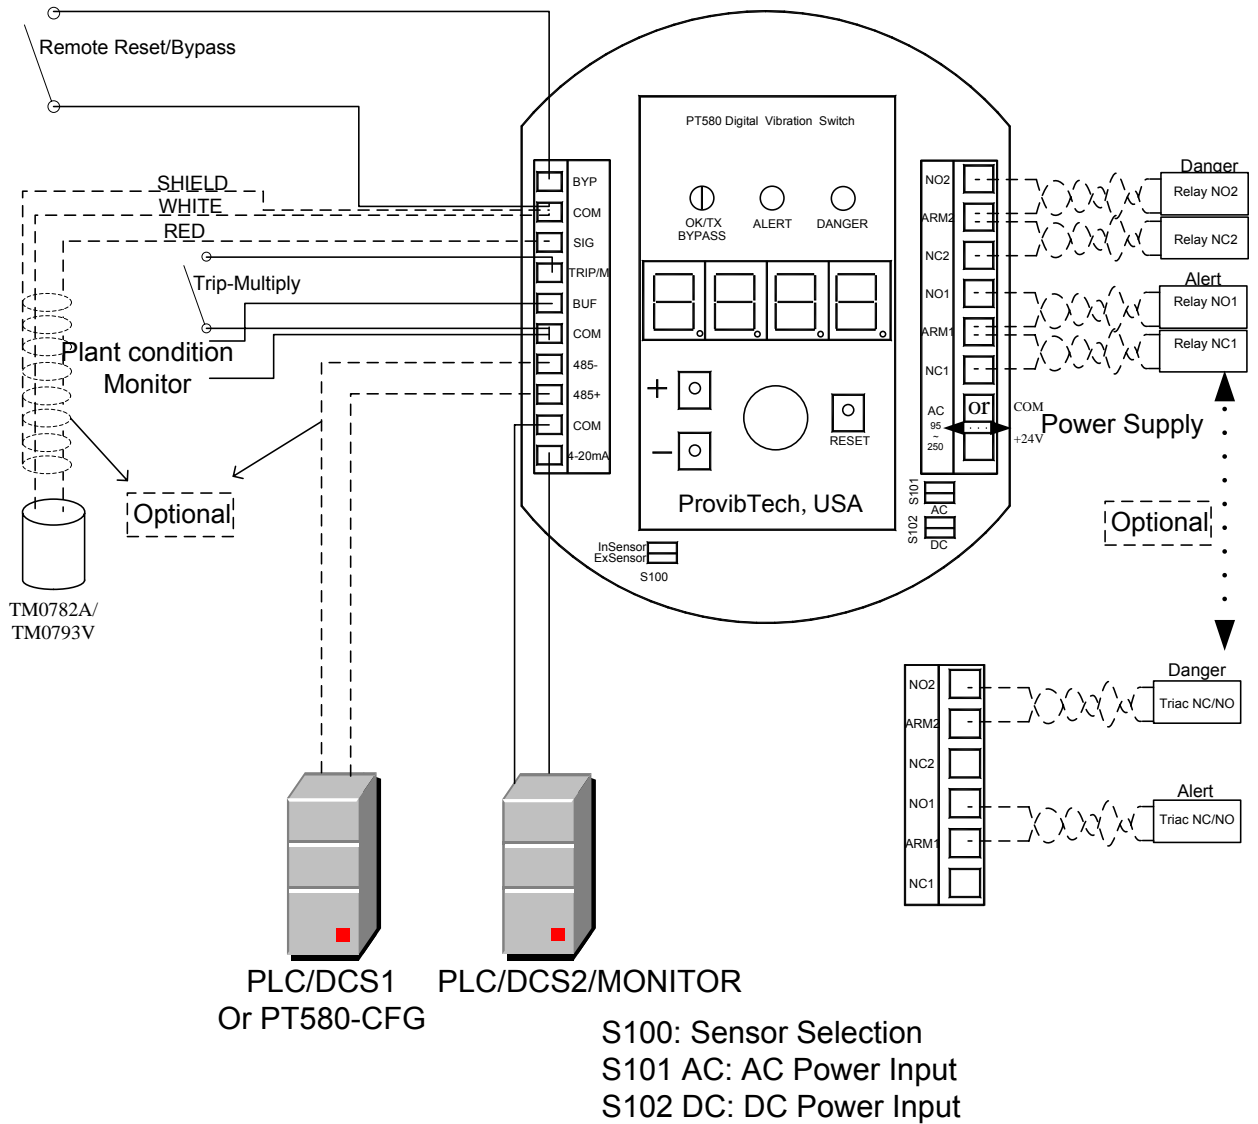 Remote Reset/Bypass
SHIELD
WHITE
RED
Trip-Multiply
Plant condition
Monitor
Optional
TM0782A/
TM0793V
BYP
COM
SIG
TRIP/M
BUF
COM
485-
485+
COM
4-20mA
PT580 Digital Vibration Switch
OK/TX
BYPASS
ALERT
DANGER
+
−
RESET
ProvibTech, USA
InSensor
ExSensor
S100
NO2
ARM2
NC2
NO1
ARM1
NC1
AC
95
~
250
or
COM
+24V
Power Supply
S101
AC
S102
DC
Danger
Relay NO2
Relay NC2
Alert
Relay NO1
Relay NC1
Optional
NO2
ARM2
NC2
NO1
ARM1
NC1
Danger
Triac NC/NO
Alert
Triac NC/NO
PLC/DCS1
Or PT580-CFG
PLC/DCS2/MONITOR
S100: Sensor Selection
S101 AC: AC Power Input
S102 DC: DC Power Input